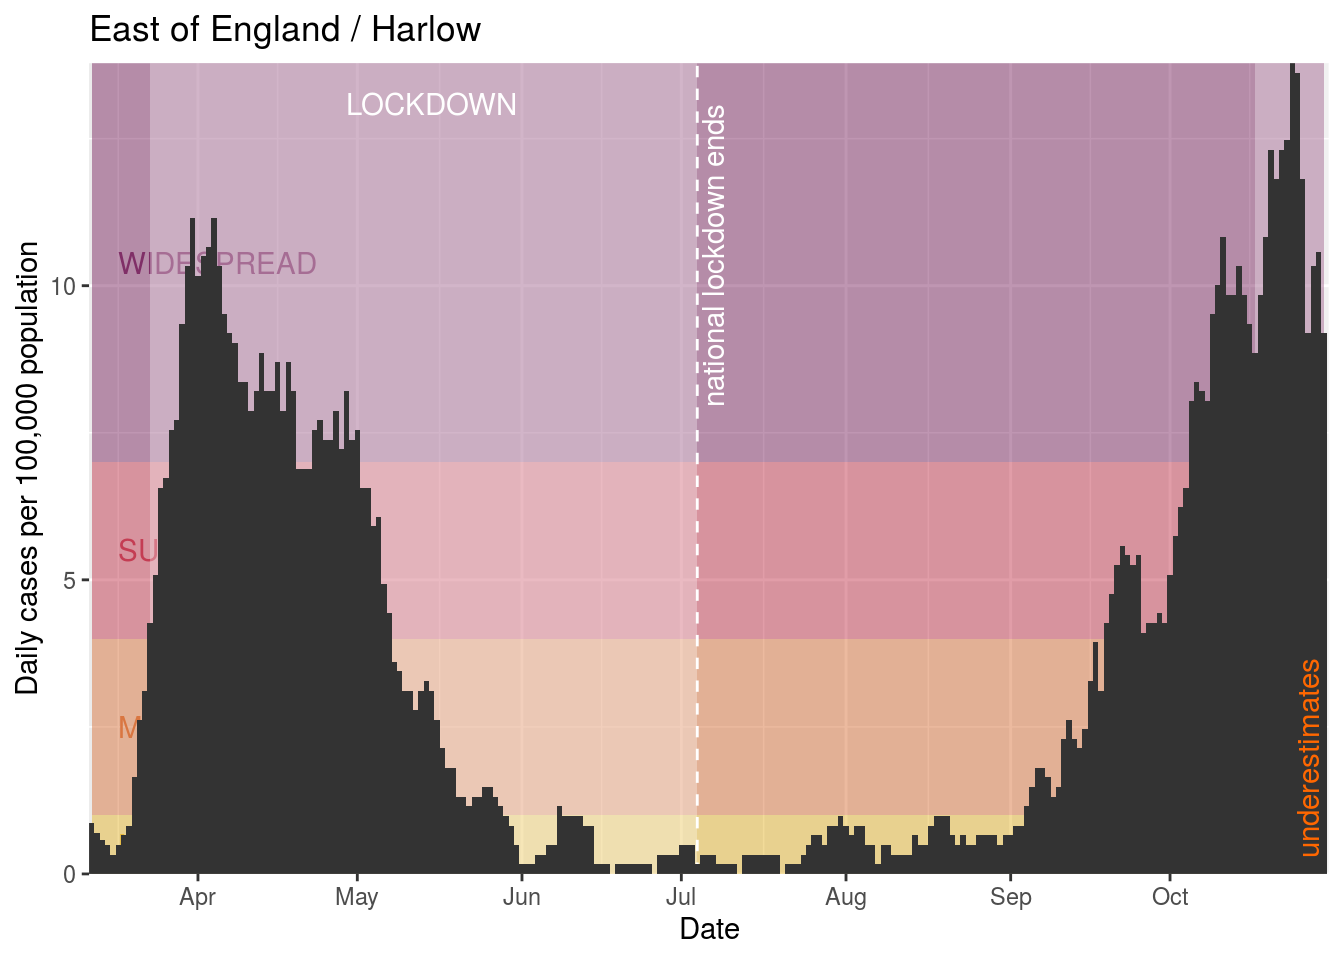 East of England / Harlow
LOCKDOWN
national lockdown ends
WIDESPREAD
SU
M
underestimates
Daily cases per 100,000 population
10
5
0
Apr May Jun Jul Aug Sep Oct
Date